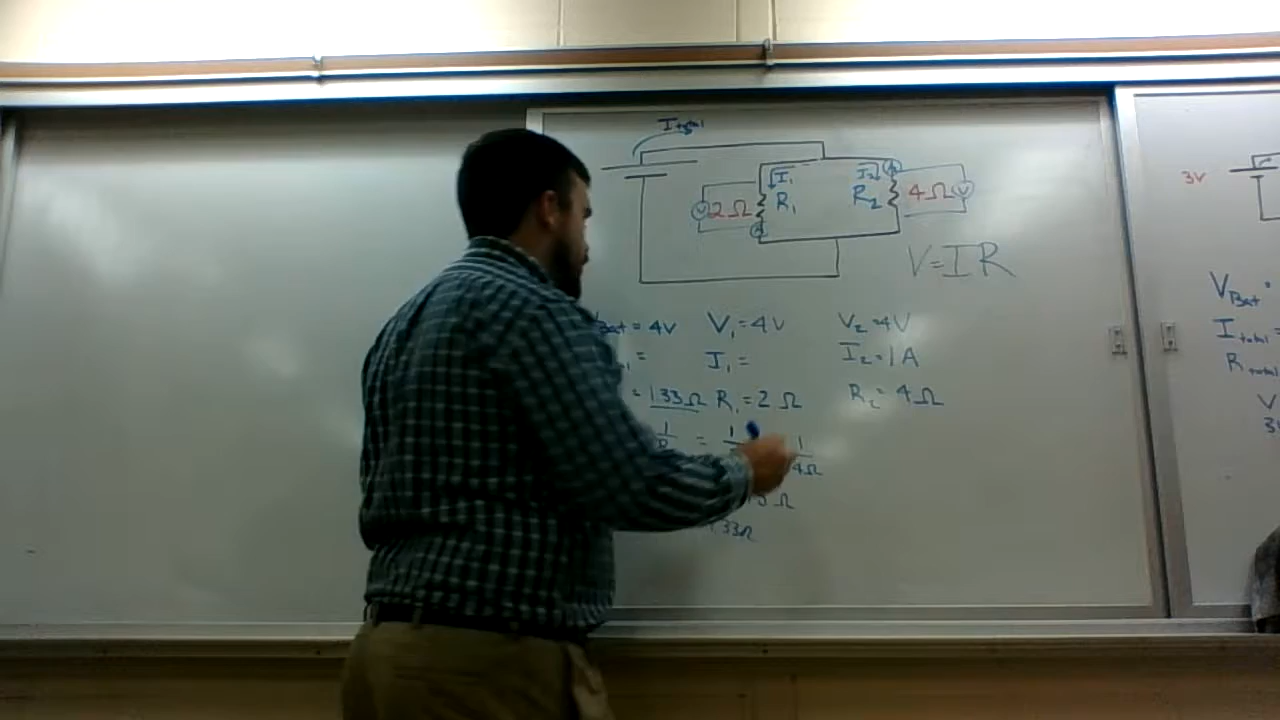 I total
I₁
I₂
V 2Ω R₁
R₂ 4Ω V
A
A
V=IR
Bat = 4V V₁=4V V₂=4V
= I₁= I₂=1A
= 1.33Ω R₁=2Ω R₂=4Ω
1 = 1 1
4Ω
Ω
.33Ω
3V
V Bat
I total =
R total
V
3